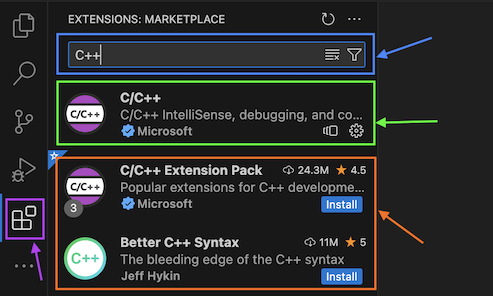 EXTENSIONS: MARKETPLACE
C++
C/C++
C/C++
C/C++ IntelliSense, debugging, and co...
Microsoft
C/C++
3
C/C++ Extension Pack 24.3M 4.5
Popular extensions for C++ developme...
Microsoft Install
C++
Better C++ Syntax 11M 5
The bleeding edge of the C++ syntax
Jeff Hykin Install